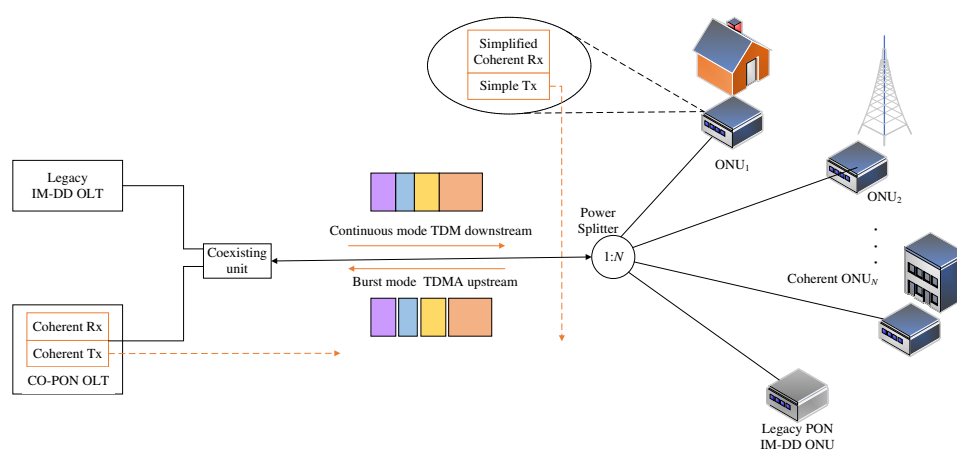 Simplified
Coherent Rx
Simple Tx
ONU1
ONU2
Legacy
IM-DD OLT
Continuous mode TDM downstream
Power
Splitter
Coexisting
unit
1:N
Burst mode TDMA upstream
Coherent ONUN
Coherent Rx
Coherent Tx
CO-PON OLT
Legacy PON
IM-DD ONU